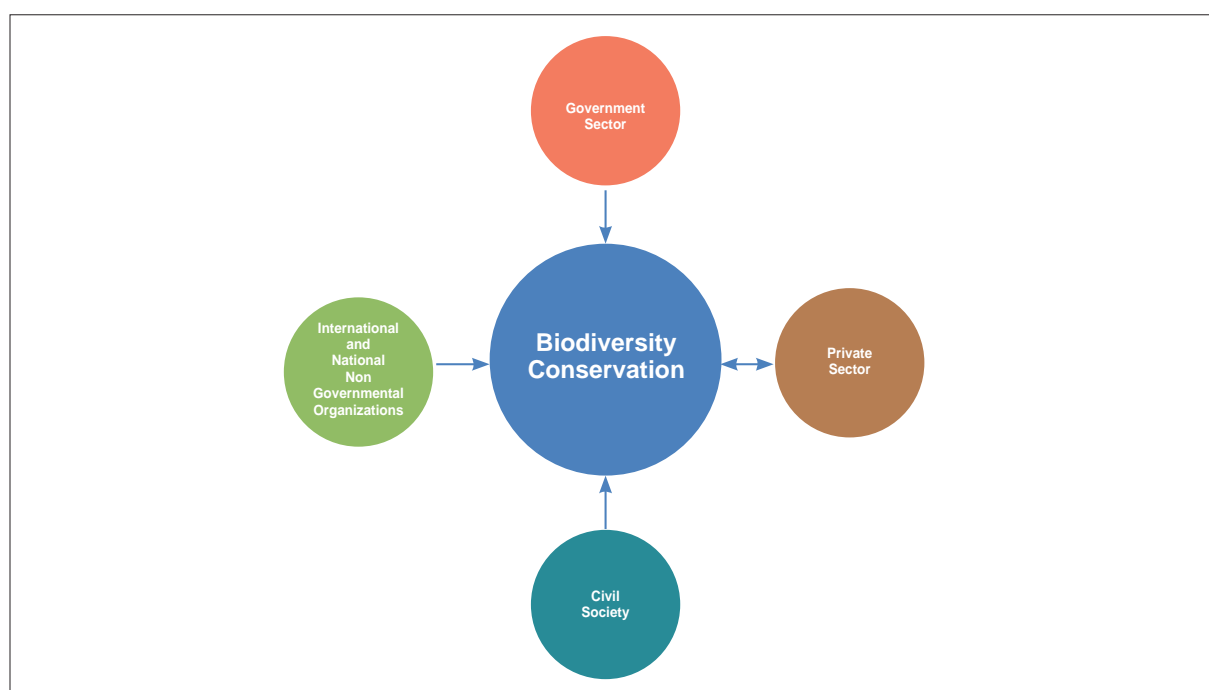 Government
Sector
International
and
National
Non
Governmental
Organizations
Biodiversity
Conservation
Private
Sector
Civil
Society